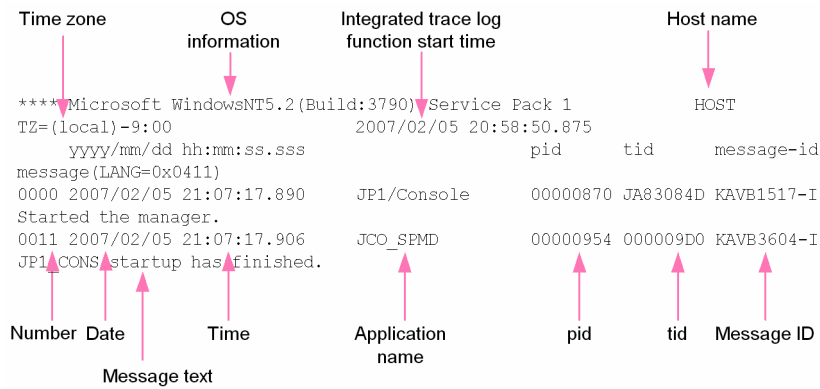 Time zone OS information Integrated trace log function start time Host name
**** Microsoft WindowsNT5.2(Build:3790) Service Pack 1 HOST
TZ=(local)-9:00 2007/02/05 20:58:50.875
yyyy/mm/dd hh:mm:ss.sss pid tid message-id
message(LANG=0x0411)
0000 2007/02/05 21:07:17.890 JP1/Console 00000870 JA83084D KAVB1517-I
Started the manager.
0011 2007/02/05 21:07:17.906 JCO_SPMD 00000954 000009D0 KAVB3604-I
JP1_CONS startup has finished.
Number Date Time Application name pid tid Message ID
Message text